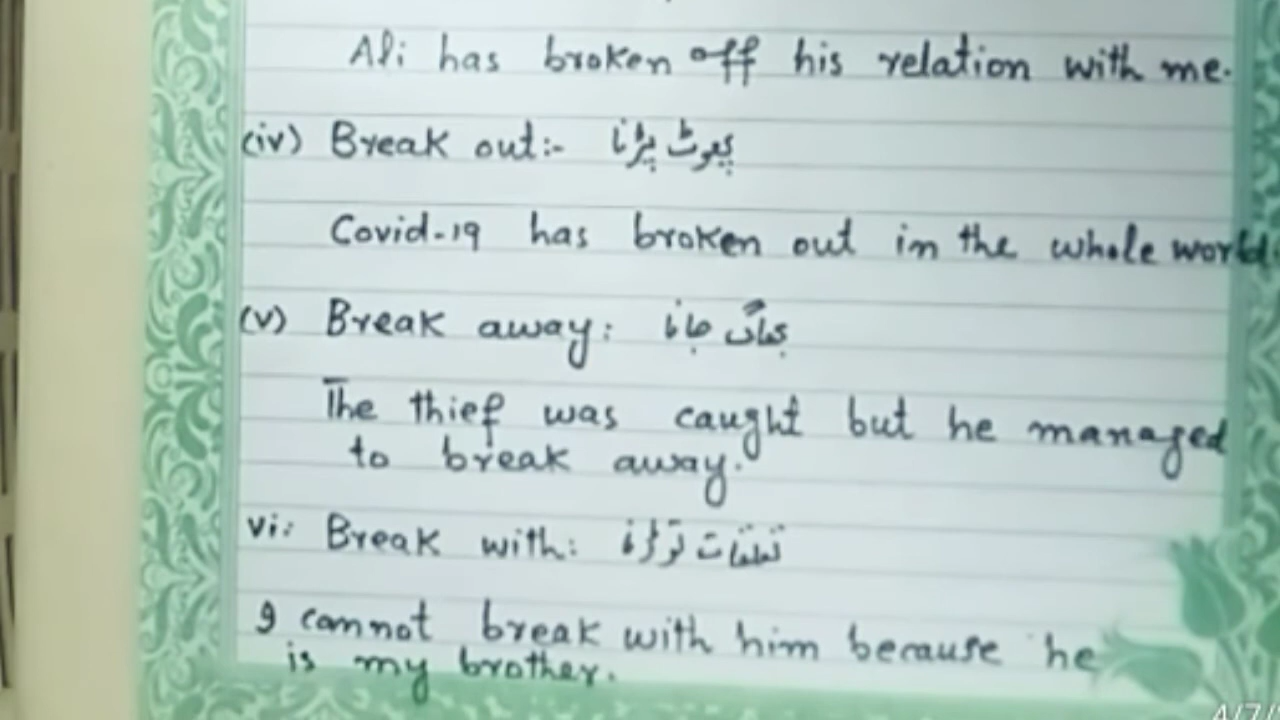 Ali has broken off his relation with me.
(iv) Break out:- پھوٹ پڑنا
Covid-19 has broken out in the whole world.
(v) Break away: بھاگ جانا
The thief was caught but he managed
to break away.
vi: Break with: تعلقات توڑنا
I cannot break with him because he
is my brother.